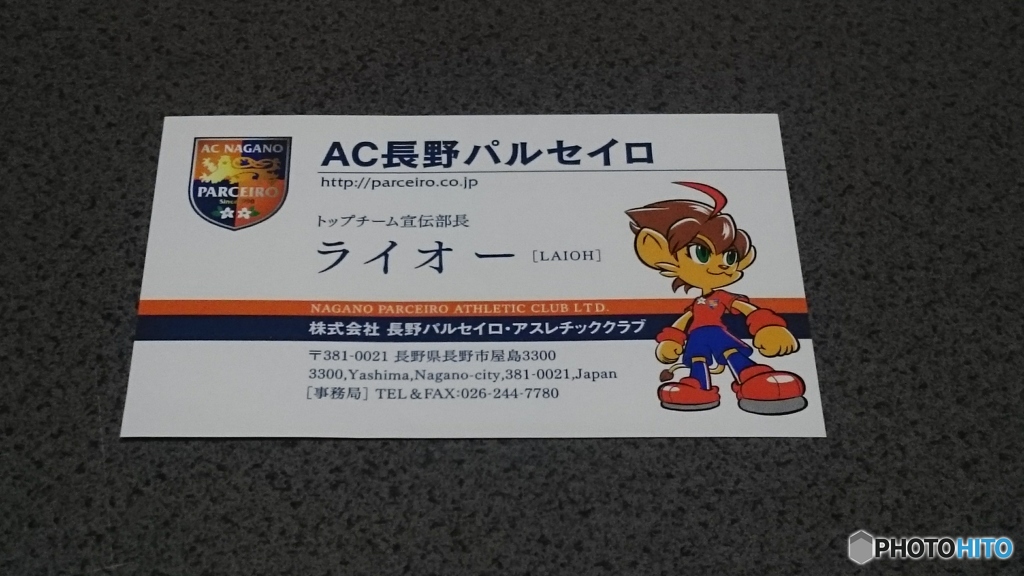 AC NAGANO
PARCEIRO
AC長野パルセイロ
http://parceiro.co.jp
トップチーム宣伝部長
ライオー [LAIOH]
NAGANO PARCEIRO ATHLETIC CLUB LTD.
株式会社 長野パルセイロ・アスレチッククラブ
〒381-0021 長野県長野市屋島3300
3300,Yashima,Nagano-city,381-0021,Japan
[事務局] TEL&FAX:026-244-7780
PHOTOHITO